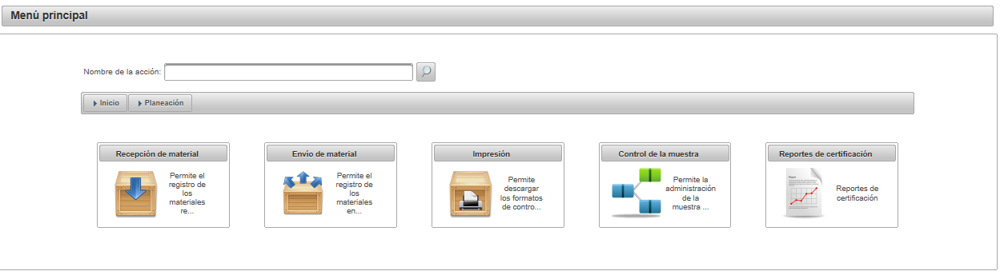 Menú principal
Nombre de la acción:
Inicio
Planeación
Recepción de material
Permite el
registro de
los
materiales
re...
Envío de material
Permite el
registro de
los
materiales
en...
Impresión
Permite
descargar
los formatos
de contro...
Control de la muestra
Permite la
administración
de la
muestra ...
Reportes de certificación
Reportes de
certificación